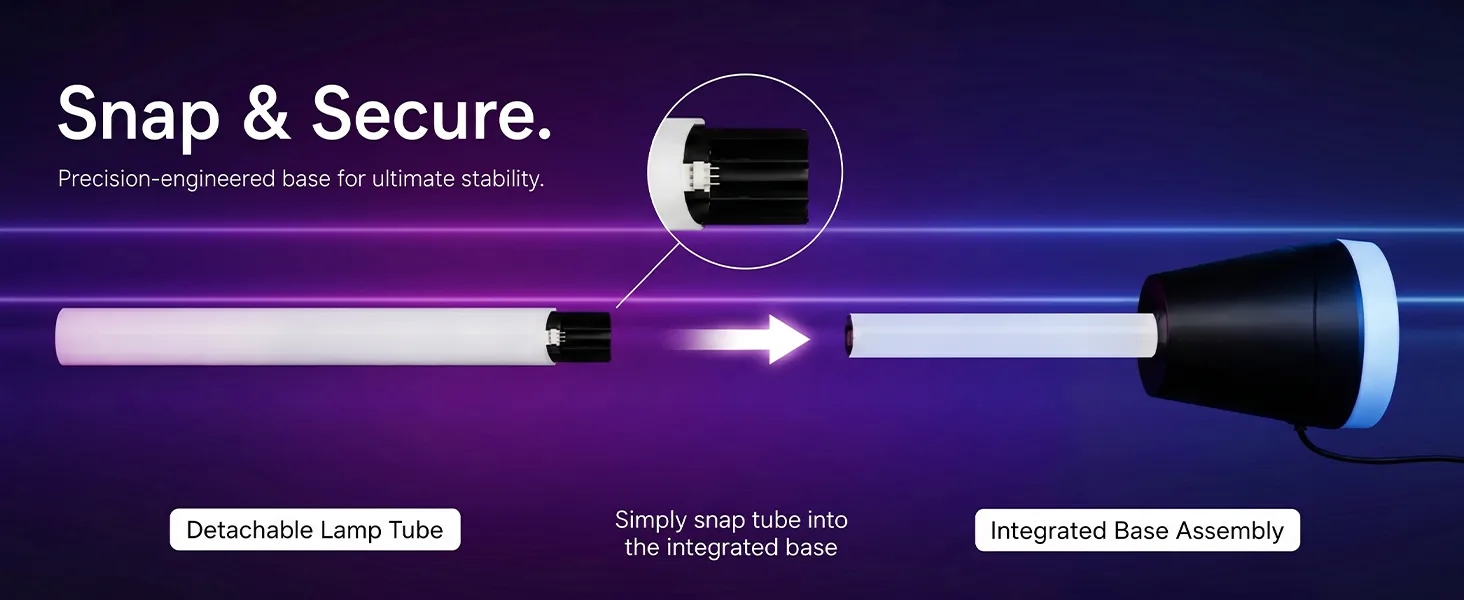 Snap & Secure.
Precision-engineered base for ultimate stability.
Detachable Lamp Tube
Simply snap tube into
the integrated base
Integrated Base Assembly